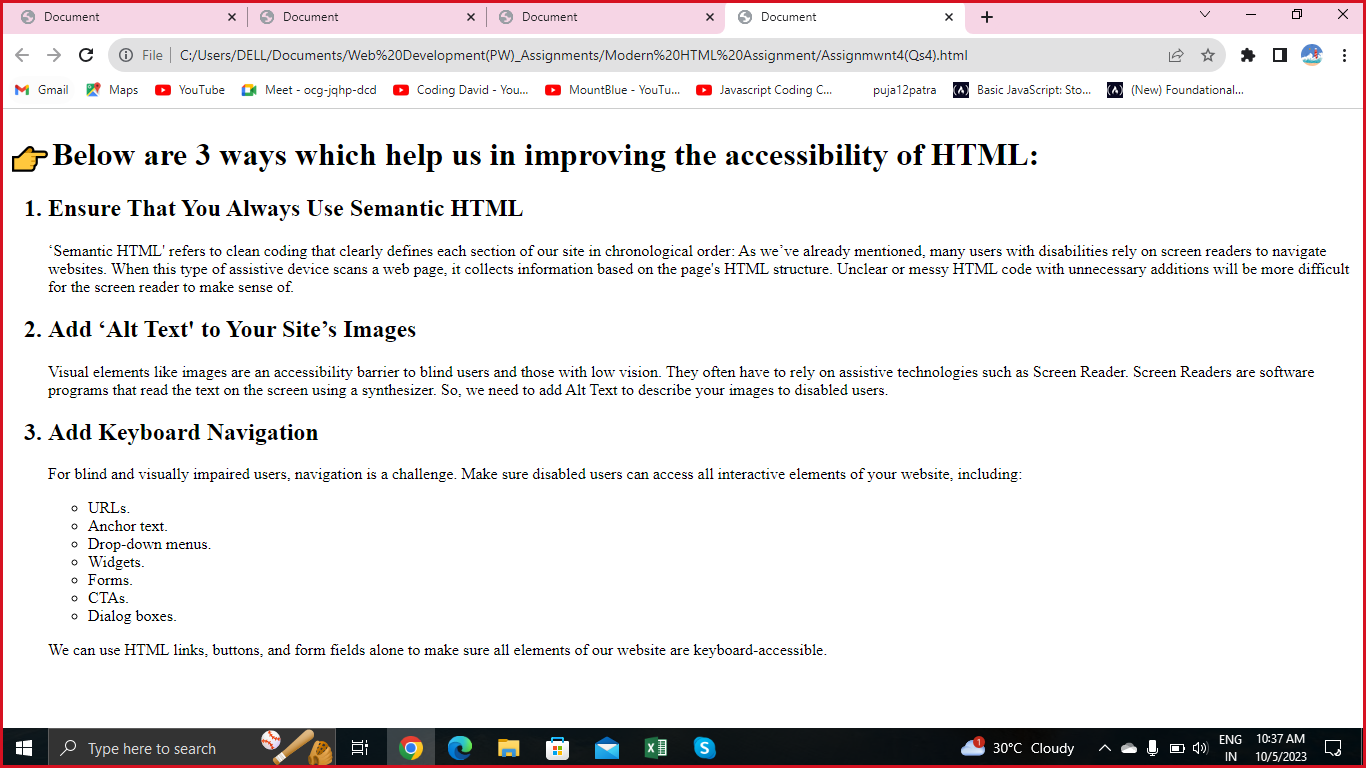 Document
Document
Document
Document
File | C:/Users/DELL/Documents/Web%20Development(PW)_Assignments/Modern%20HTML%20Assignment/Assignmwnt4(Qs4).html
Gmail Maps YouTube Meet - ocg-jqhp-dcd Coding David - You... MountBlue - YouTu... Javascript Coding C... puja12patra Basic JavaScript: Sto... (New) Foundational...
👉Below are 3 ways which help us in improving the accessibility of HTML:
1. Ensure That You Always Use Semantic HTML
‘Semantic HTML' refers to clean coding that clearly defines each section of our site in chronological order: As we’ve already mentioned, many users with disabilities rely on screen readers to navigate
websites. When this type of assistive device scans a web page, it collects information based on the page's HTML structure. Unclear or messy HTML code with unnecessary additions will be more difficult
for the screen reader to make sense of.
2. Add ‘Alt Text' to Your Site’s Images
Visual elements like images are an accessibility barrier to blind users and those with low vision. They often have to rely on assistive technologies such as Screen Reader. Screen Readers are software
programs that read the text on the screen using a synthesizer. So, we need to add Alt Text to describe your images to disabled users.
3. Add Keyboard Navigation
For blind and visually impaired users, navigation is a challenge. Make sure disabled users can access all interactive elements of your website, including:
URLs.
Anchor text.
Drop-down menus.
Widgets.
Forms.
CTAs.
Dialog boxes.
We can use HTML links, buttons, and form fields alone to make sure all elements of our website are keyboard-accessible.
Type here to search
1
30°C Cloudy
ENG
IN
10:37 AM
10/5/2023